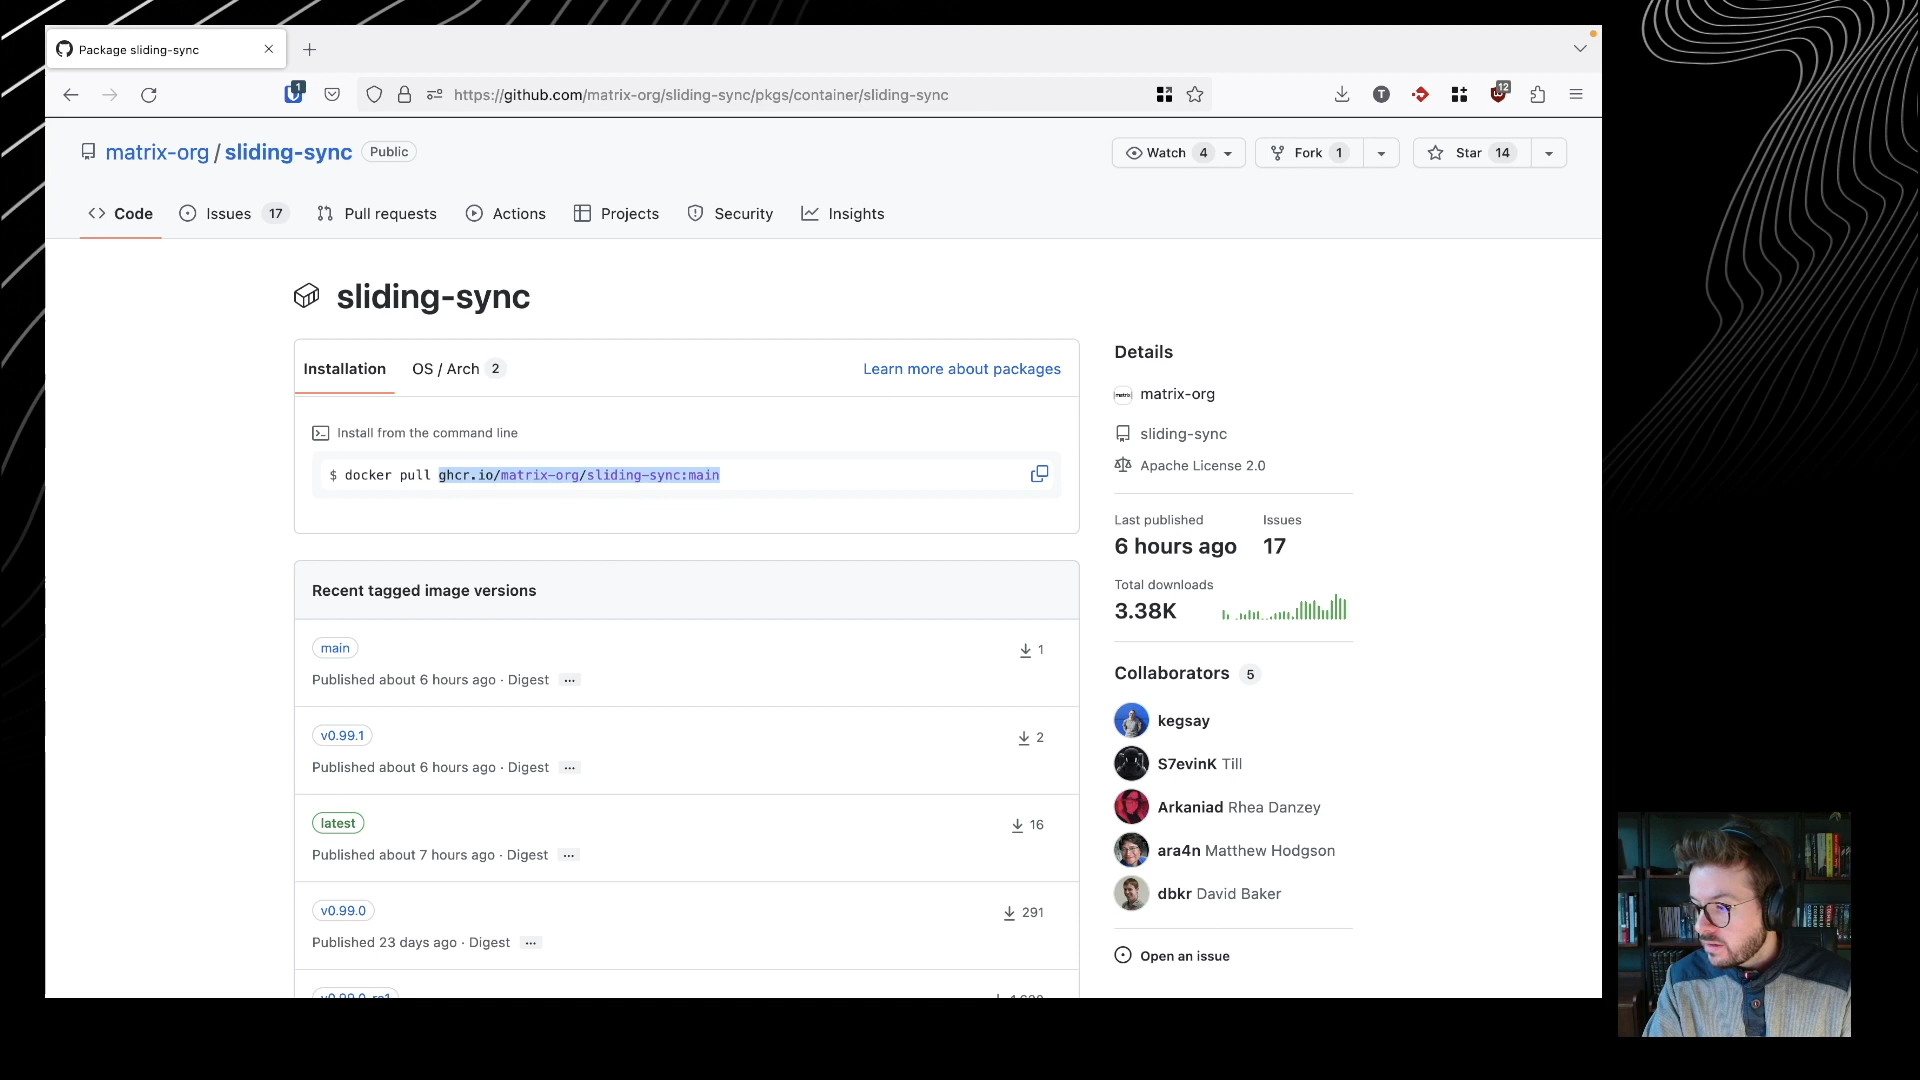 Package sliding-sync
1
https://github.com/matrix-org/sliding-sync/pkgs/container/sliding-sync
T
12
matrix-org / sliding-sync Public
Watch 4
Fork 1
Star 14
Code
Issues 17
Pull requests
Actions
Projects
Security
Insights
sliding-sync
Installation
OS / Arch 2
Learn more about packages
Install from the command line
$ docker pull ghcr.io/matrix-org/sliding-sync:main
Recent tagged image versions
main
1
Published about 6 hours ago · Digest ...
v0.99.1
2
Published about 6 hours ago · Digest ...
latest
16
Published about 7 hours ago · Digest ...
v0.99.0
291
Published 23 days ago · Digest ...
Details
matrix-org
sliding-sync
Apache License 2.0
Last published
6 hours ago
Issues
17
Total downloads
3.38K
Collaborators 5
kegsay
S7evinK Till
Arkaniad Rhea Danzey
ara4n Matthew Hodgson
dbkr David Baker
Open an issue